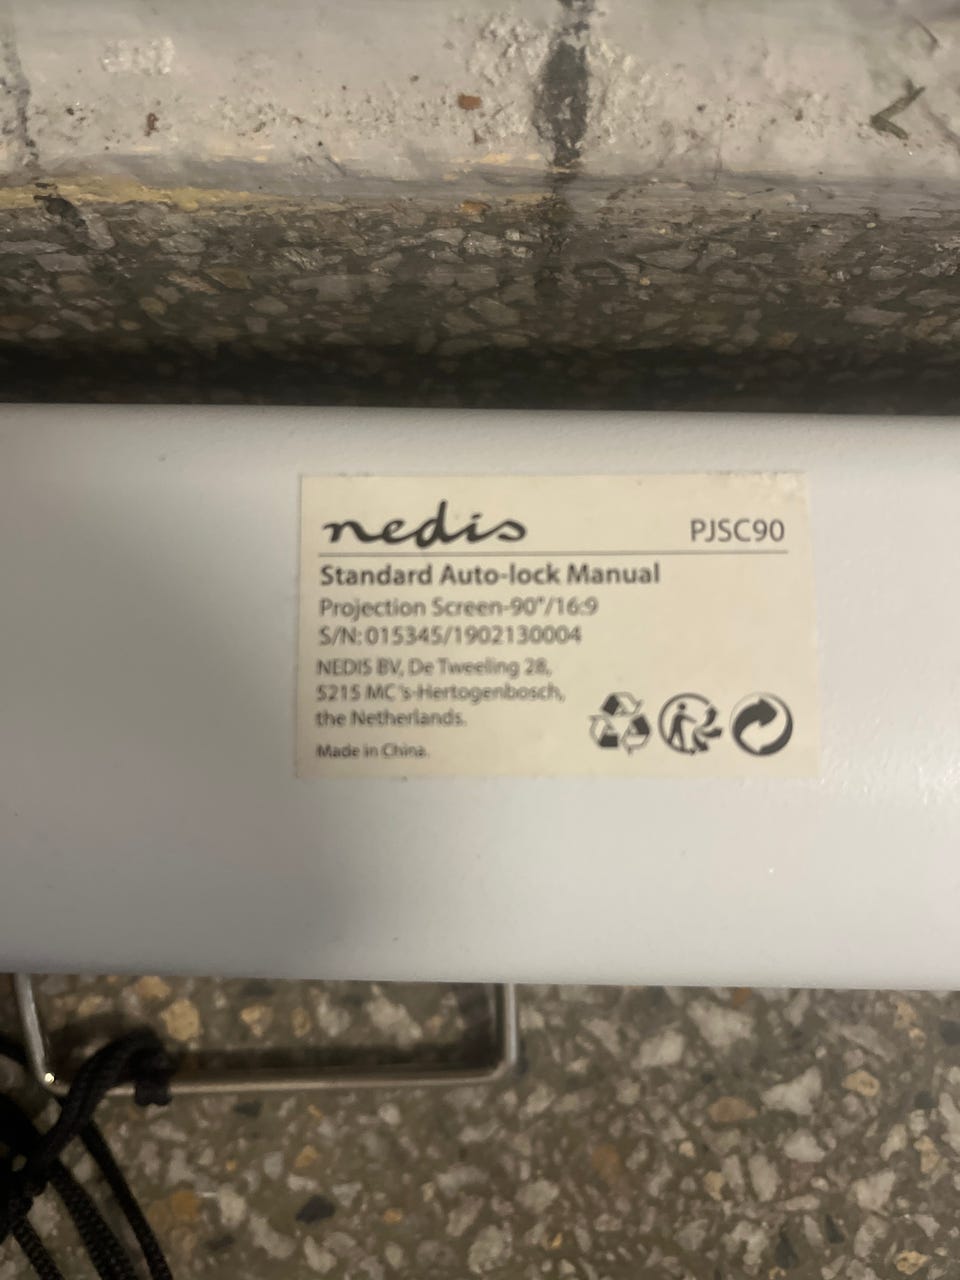 nedis
PJSC90
Standard Auto-lock Manual
Projection Screen-90"/16:9
S/N: 015345/1902130004
NEDIS BV, De Tweeling 28,
5215 MC 's-Hertogenbosch,
the Netherlands.
Made in China.